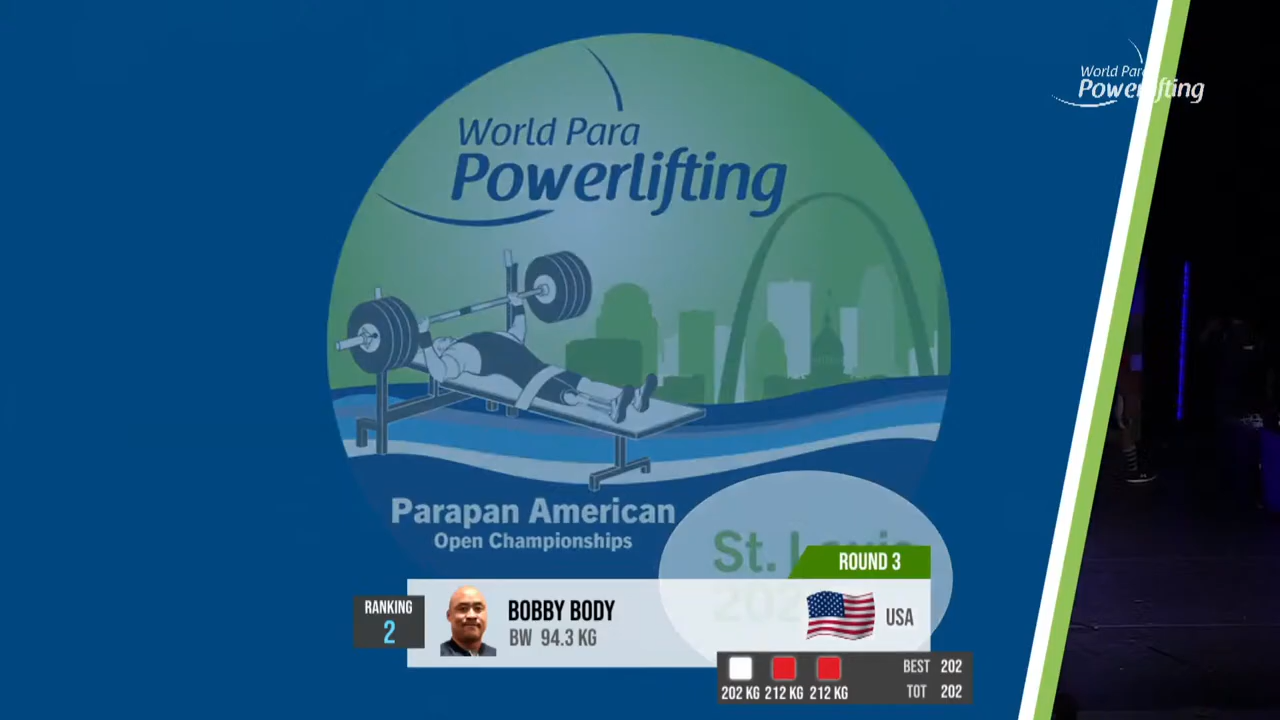 World Para
Powerlifting
World Para
Powerlifting
Parapan American
Open Championships
St.
ROUND 3
RANKING
2
BOBBY BODY
BW 94.3 KG
USA
202 KG 212 KG 212 KG
BEST 202
TOT 202